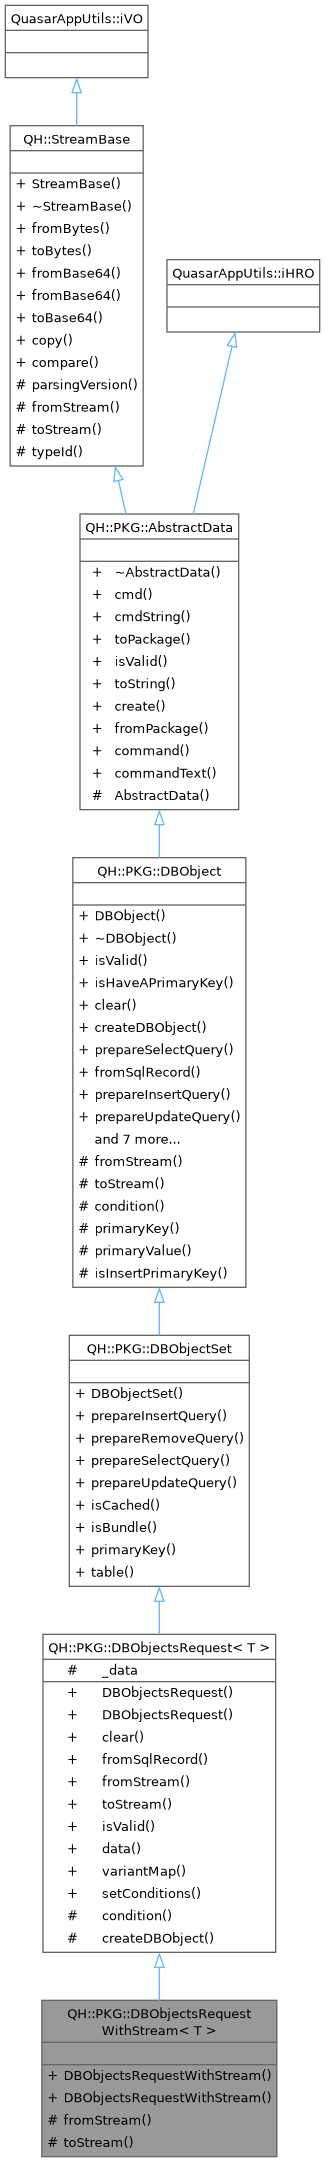 QuasarAppUtils::iVO
QH::StreamBase
+ StreamBase()
+ ~StreamBase()
+ fromBytes()
+ toBytes()
+ fromBase64()
+ fromBase64()
+ toBase64()
+ copy()
+ compare()
# parsingVersion()
# fromStream()
# toStream()
# typeId()
QuasarAppUtils::iHRO
QH::PKG::AbstractData
+ ~AbstractData()
+ cmd()
+ cmdString()
+ toPackage()
+ isValid()
+ toString()
+ create()
+ fromPackage()
+ command()
+ commandText()
# AbstractData()
QH::PKG::DBObject
+ DBObject()
+ ~DBObject()
+ isValid()
+ isHaveAPrimaryKey()
+ clear()
+ createDBObject()
+ prepareSelectQuery()
+ fromSqlRecord()
+ prepareInsertQuery()
+ prepareUpdateQuery()
and 7 more...
# fromStream()
# toStream()
# condition()
# primaryKey()
# primaryValue()
# isInsertPrimaryKey()
QH::PKG::DBObjectSet
+ DBObjectSet()
+ prepareInsertQuery()
+ prepareRemoveQuery()
+ prepareSelectQuery()
+ prepareUpdateQuery()
+ isCached()
+ isBundle()
+ primaryKey()
+ table()
QH::PKG::DBObjectsRequest< T >
# _data
+ DBObjectsRequest()
+ DBObjectsRequest()
+ clear()
+ fromSqlRecord()
+ fromStream()
+ toStream()
+ isValid()
+ data()
+ variantMap()
+ setConditions()
# condition()
# createDBObject()
QH::PKG::DBObjectsRequest
WithStream< T >
+ DBObjectsRequestWithStream()
+ DBObjectsRequestWithStream()
# fromStream()
# toStream()